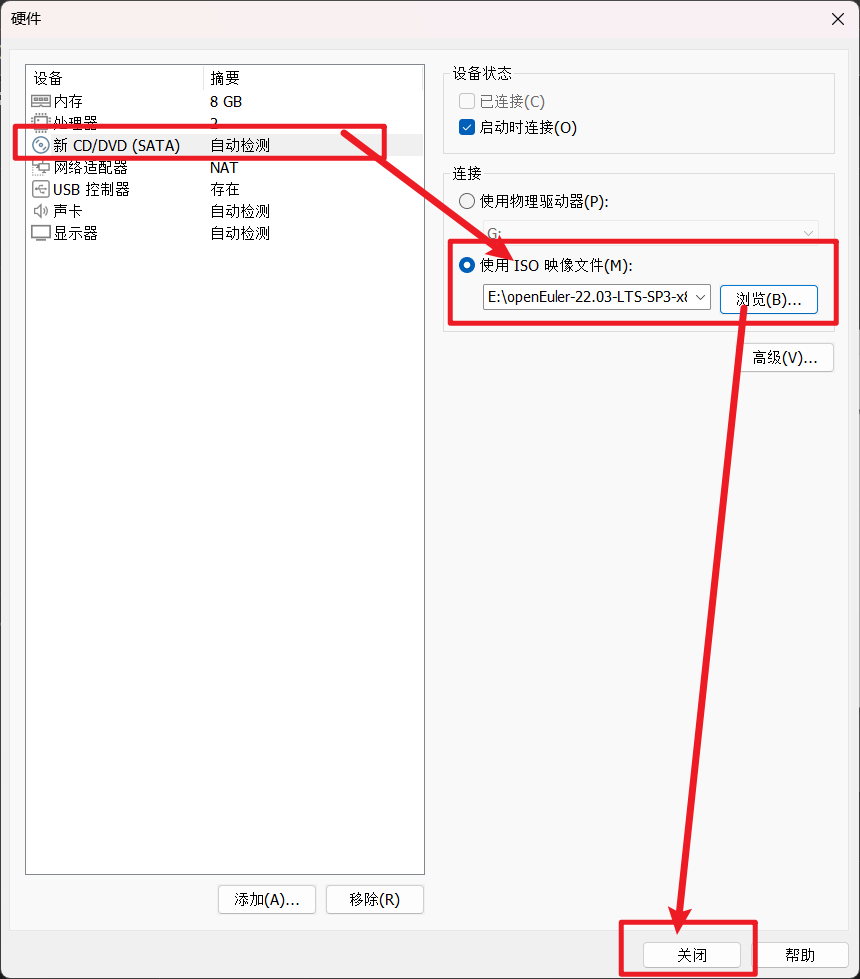 硬件
设备 摘要
内存 8 GB
处理器 2
新 CD/DVD (SATA) 自动检测
网络适配器 NAT
USB 控制器 存在
声卡 自动检测
显示器 自动检测
添加(A)... 移除(R)
设备状态
已连接(C)
启动时连接(O)
连接
使用物理驱动器(P):
G:
使用 ISO 映像文件(M):
E:\openEuler-22.03-LTS-SP3-x8 浏览(B)...
高级(V)...
关闭 帮助